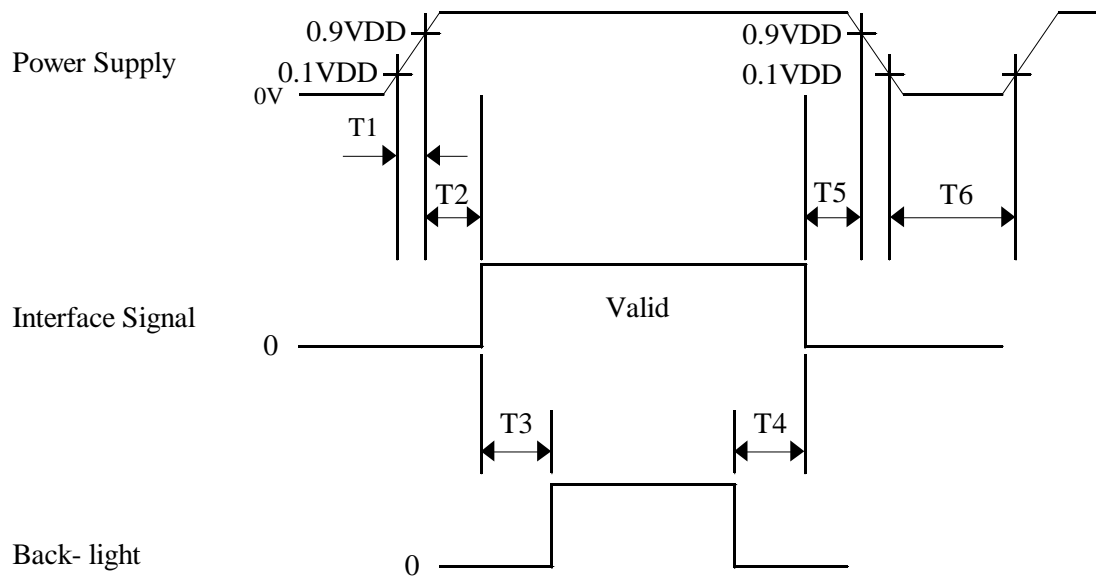 0.9VDD
0.9VDD
Power Supply
0.1VDD
0.1VDD
0V
T1
T2
T5
T6
Valid
Interface Signal
0
T3
T4
Back- light
0